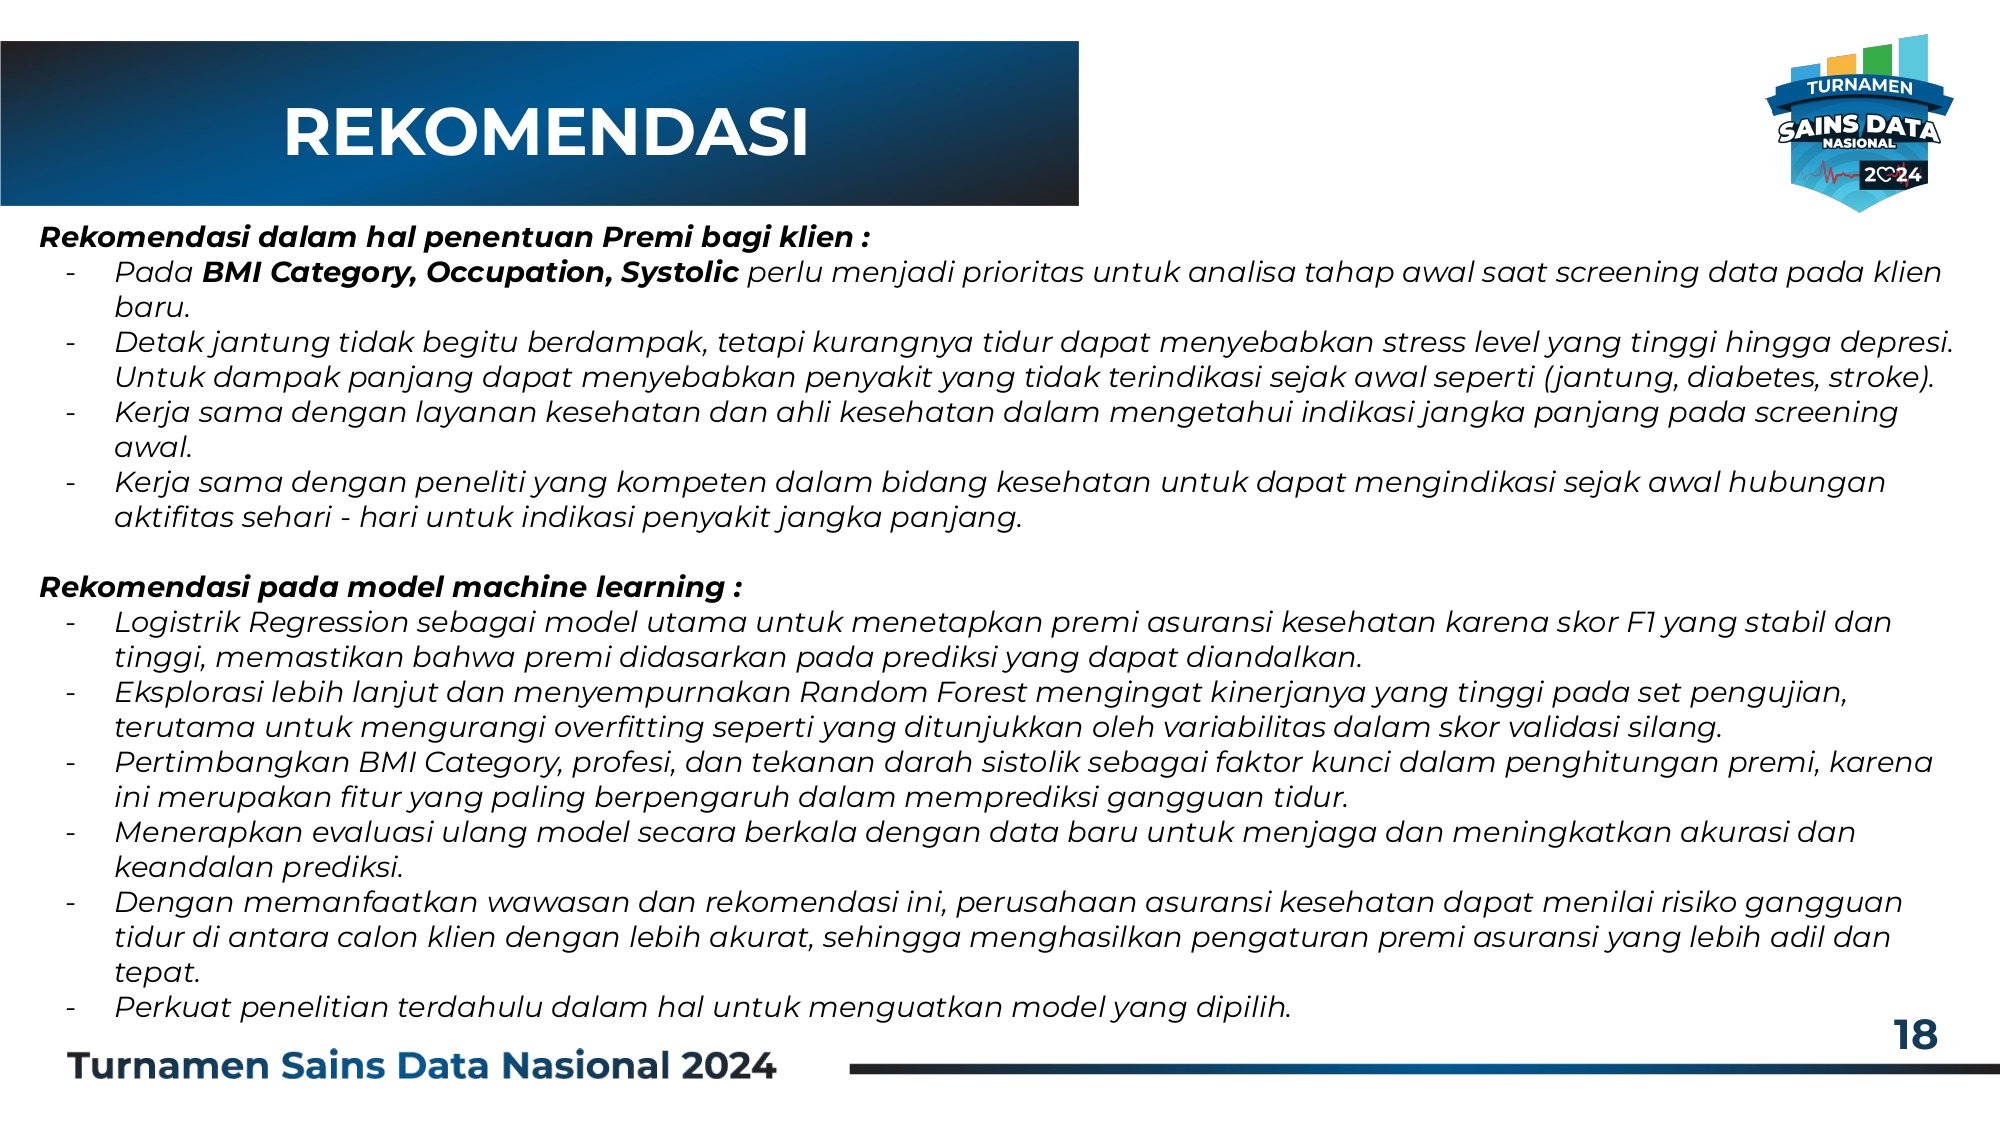 REKOMENDASI
TURNAMEN
SAINS DATA
NASIONAL
2024
Rekomendasi dalam hal penentuan Premi bagi klien :
- Pada BMI Category, Occupation, Systolic perlu menjadi prioritas untuk analisa tahap awal saat screening data pada klien
baru.
- Detak jantung tidak begitu berdampak, tetapi kurangnya tidur dapat menyebabkan stress level yang tinggi hingga depresi.
Untuk dampak panjang dapat menyebabkan penyakit yang tidak terindikasi sejak awal seperti (jantung, diabetes, stroke).
- Kerja sama dengan layanan kesehatan dan ahli kesehatan dalam mengetahui indikasi jangka panjang pada screening
awal.
- Kerja sama dengan peneliti yang kompeten dalam bidang kesehatan untuk dapat mengindikasi sejak awal hubungan
aktifitas sehari - hari untuk indikasi penyakit jangka panjang.
Rekomendasi pada model machine learning :
- Logistrik Regression sebagai model utama untuk menetapkan premi asuransi kesehatan karena skor F1 yang stabil dan
tinggi, memastikan bahwa premi didasarkan pada prediksi yang dapat diandalkan.
- Eksplorasi lebih lanjut dan menyempurnakan Random Forest mengingat kinerjanya yang tinggi pada set pengujian,
terutama untuk mengurangi overfitting seperti yang ditunjukkan oleh variabilitas dalam skor validasi silang.
- Pertimbangkan BMI Category, profesi, dan tekanan darah sistolik sebagai faktor kunci dalam penghitungan premi, karena
ini merupakan fitur yang paling berpengaruh dalam memprediksi gangguan tidur.
- Menerapkan evaluasi ulang model secara berkala dengan data baru untuk menjaga dan meningkatkan akurasi dan
keandalan prediksi.
- Dengan memanfaatkan wawasan dan rekomendasi ini, perusahaan asuransi kesehatan dapat menilai risiko gangguan
tidur di antara calon klien dengan lebih akurat, sehingga menghasilkan pengaturan premi asuransi yang lebih adil dan
tepat.
- Perkuat penelitian terdahulu dalam hal untuk menguatkan model yang dipilih.
18
Turnamen Sains Data Nasional 2024